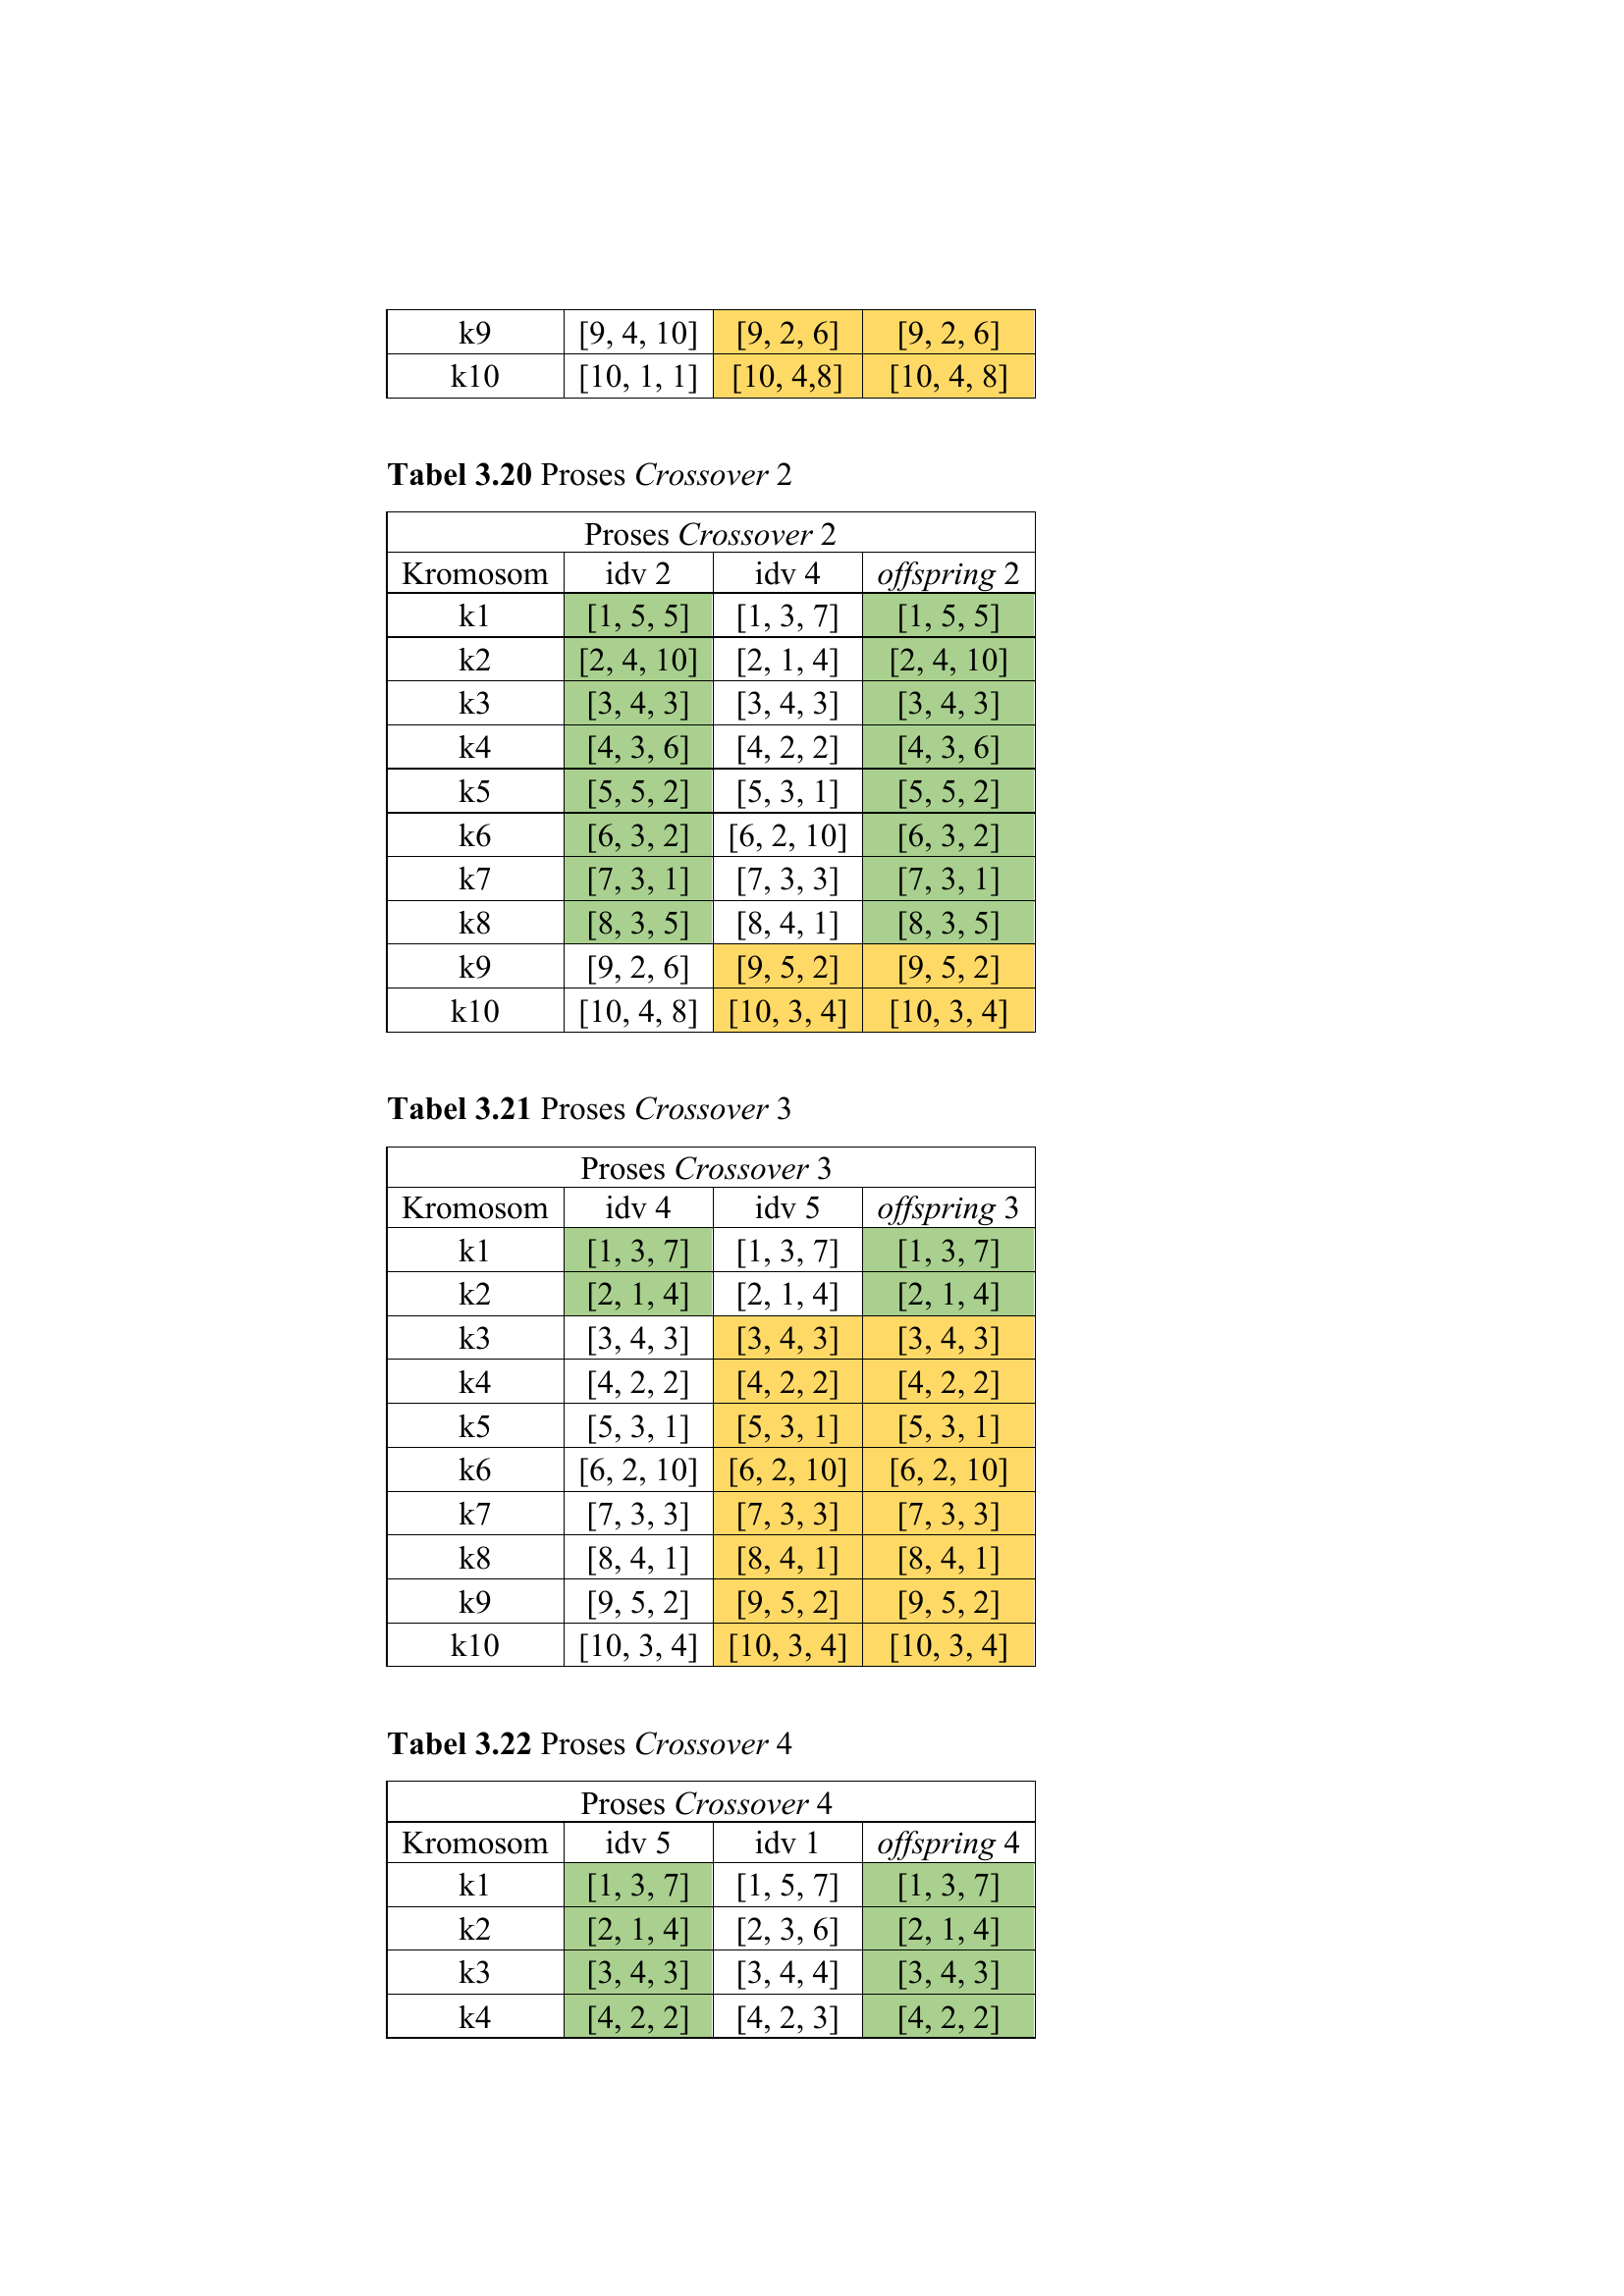 k9 [9, 4, 10] [9, 2, 6] [9, 2, 6]
k10 [10, 1, 1] [10, 4,8] [10, 4, 8]
Tabel 3.20 Proses Crossover 2
Proses Crossover 2
Kromosom idv 2 idv 4 offspring 2
k1 [1, 5, 5] [1, 3, 7] [1, 5, 5]
k2 [2, 4, 10] [2, 1, 4] [2, 4, 10]
k3 [3, 4, 3] [3, 4, 3] [3, 4, 3]
k4 [4, 3, 6] [4, 2, 2] [4, 3, 6]
k5 [5, 5, 2] [5, 3, 1] [5, 5, 2]
k6 [6, 3, 2] [6, 2, 10] [6, 3, 2]
k7 [7, 3, 1] [7, 3, 3] [7, 3, 1]
k8 [8, 3, 5] [8, 4, 1] [8, 3, 5]
k9 [9, 2, 6] [9, 5, 2] [9, 5, 2]
k10 [10, 4, 8] [10, 3, 4] [10, 3, 4]
Tabel 3.21 Proses Crossover 3
Proses Crossover 3
Kromosom idv 4 idv 5 offspring 3
k1 [1, 3, 7] [1, 3, 7] [1, 3, 7]
k2 [2, 1, 4] [2, 1, 4] [2, 1, 4]
k3 [3, 4, 3] [3, 4, 3] [3, 4, 3]
k4 [4, 2, 2] [4, 2, 2] [4, 2, 2]
k5 [5, 3, 1] [5, 3, 1] [5, 3, 1]
k6 [6, 2, 10] [6, 2, 10] [6, 2, 10]
k7 [7, 3, 3] [7, 3, 3] [7, 3, 3]
k8 [8, 4, 1] [8, 4, 1] [8, 4, 1]
k9 [9, 5, 2] [9, 5, 2] [9, 5, 2]
k10 [10, 3, 4] [10, 3, 4] [10, 3, 4]
Tabel 3.22 Proses Crossover 4
Proses Crossover 4
Kromosom idv 5 idv 1 offspring 4
k1 [1, 3, 7] [1, 5, 7] [1, 3, 7]
k2 [2, 1, 4] [2, 3, 6] [2, 1, 4]
k3 [3, 4, 3] [3, 4, 4] [3, 4, 3]
k4 [4, 2, 2] [4, 2, 3] [4, 2, 2]